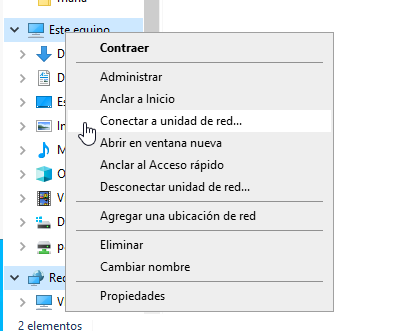 Este equipo
Contraer
Administrar
Anclar a Inicio
Conectar a unidad de red...
Abrir en ventana nueva
Anclar al Acceso rápido
Desconectar unidad de red...
Agregar una ubicación de red
Eliminar
Cambiar nombre
Propiedades
2 elementos